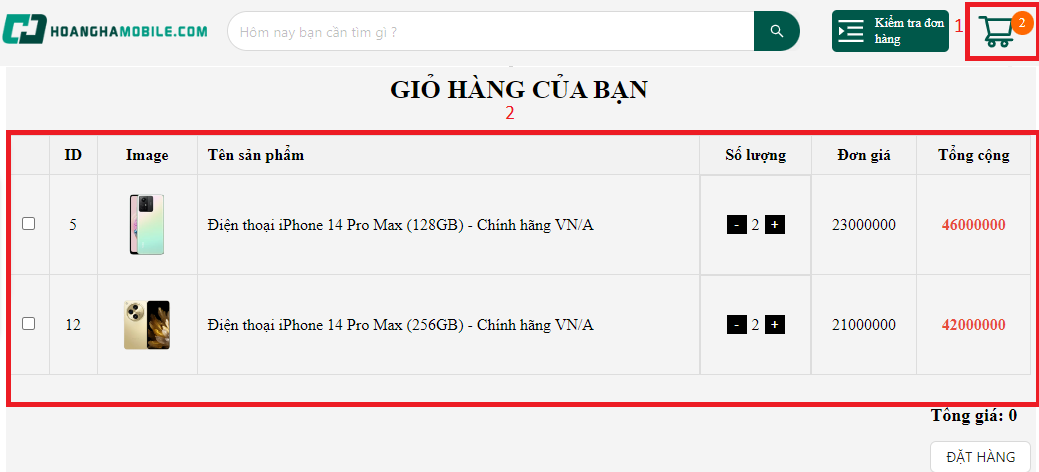 HOANGHAMOBILE.COM
Hôm nay bạn cần tìm gì ?
Kiểm tra đơn
hàng
1
2
GIỎ HÀNG CỦA BẠN
2
ID Image Tên sản phẩm Số lượng Đơn giá Tổng cộng
5 Điện thoại iPhone 14 Pro Max (128GB) - Chính hãng VN/A - 2 + 23000000 46000000
12 Điện thoại iPhone 14 Pro Max (256GB) - Chính hãng VN/A - 2 + 21000000 42000000
Tổng giá: 0
ĐẶT HÀNG